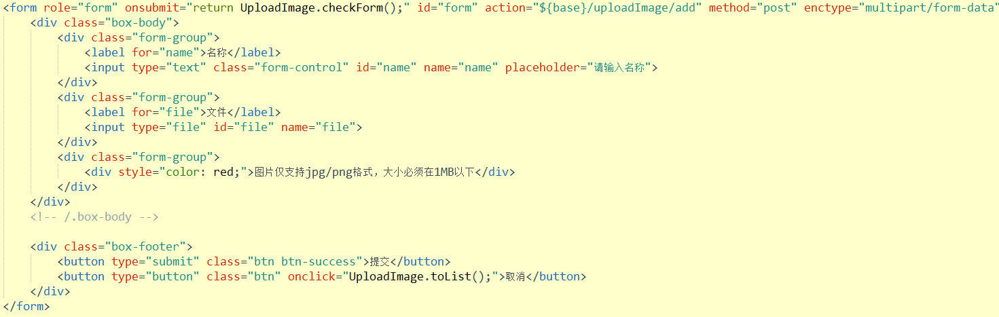 <form role="form" onsubmit="return UploadImage.checkForm();" id="form" action="${base}/uploadImage/add" method="post" enctype="multipart/form-data"
    <div class="box-body">
        <div class="form-group">
            <label for="name">名称</label>
            <input type="text" class="form-control" id="name" name="name" placeholder="请输入名称">
        </div>
        <div class="form-group">
            <label for="file">文件</label>
            <input type="file" id="file" name="file">
        </div>
        <div class="form-group">
            <div style="color: red;">图片仅支持jpg/png格式，大小必须在1MB以下</div>
        </div>
    </div>
    <!-- /.box-body -->

    <div class="box-footer">
        <button type="submit" class="btn btn-success">提交</button>
        <button type="button" class="btn" onclick="UploadImage.toList();">取消</button>
    </div>
</form>